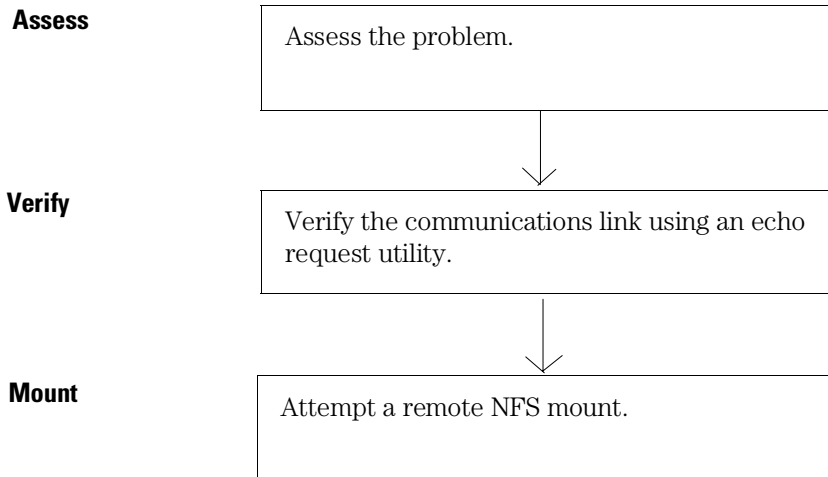 Assess
Assess the problem.
Verify
Verify the communications link using an echo
request utility.
Mount
Attempt a remote NFS mount.